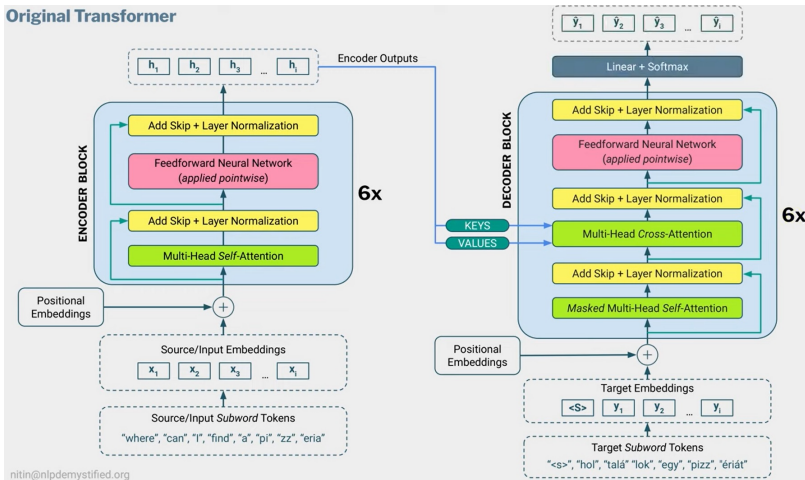 Original Transformer
h1 h2 h3 ... hi
Encoder Outputs
ENCODER BLOCK
Add Skip + Layer Normalization
Feedforward Neural Network
(applied pointwise)
6x
Add Skip + Layer Normalization
Multi-Head Self-Attention
Positional
Embeddings
+
Source/Input Embeddings
x1 x2 x3 ... xi
Source/Input Subword Tokens
“where”, “can”, “I”, “find”, “a”, “pi”, “zz”, “eria”
nitin@nlpdemystified.org
ŷ1 ŷ2 ŷ3 ... ŷi
Linear + Softmax
DECODER BLOCK
Add Skip + Layer Normalization
Feedforward Neural Network
(applied pointwise)
Add Skip + Layer Normalization
6x
KEYS
VALUES
Multi-Head Cross-Attention
Add Skip + Layer Normalization
Masked Multi-Head Self-Attention
Positional
Embeddings
+
Target Embeddings
<S> y1 y2 ... yi
Target Subword Tokens
“<s>”, “hol”, “talá” “lok”, “egy”, “pizz”, “ériát”